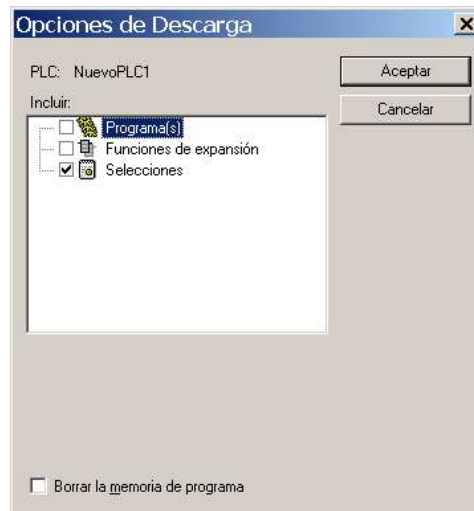 Opciones de Descarga
PLC: NuevoPLC1
Aceptar
Incluir:
Cancelar
Programa(s)
Funciones de expansión
Selecciones
Borrar la memoria de programa